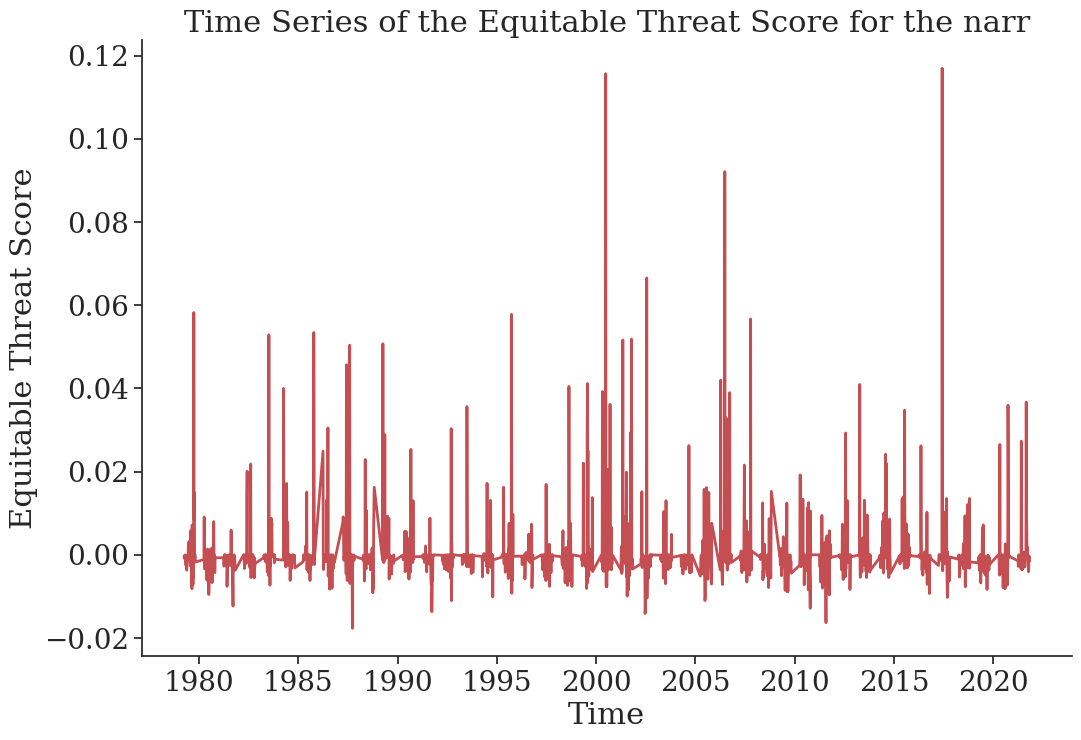 Time Series of the Equitable Threat Score for the narr
Equitable Threat Score
0.12
0.10
0.08
0.06
0.04
0.02
0.00
−0.02
1980 1985 1990 1995 2000 2005 2010 2015 2020
Time